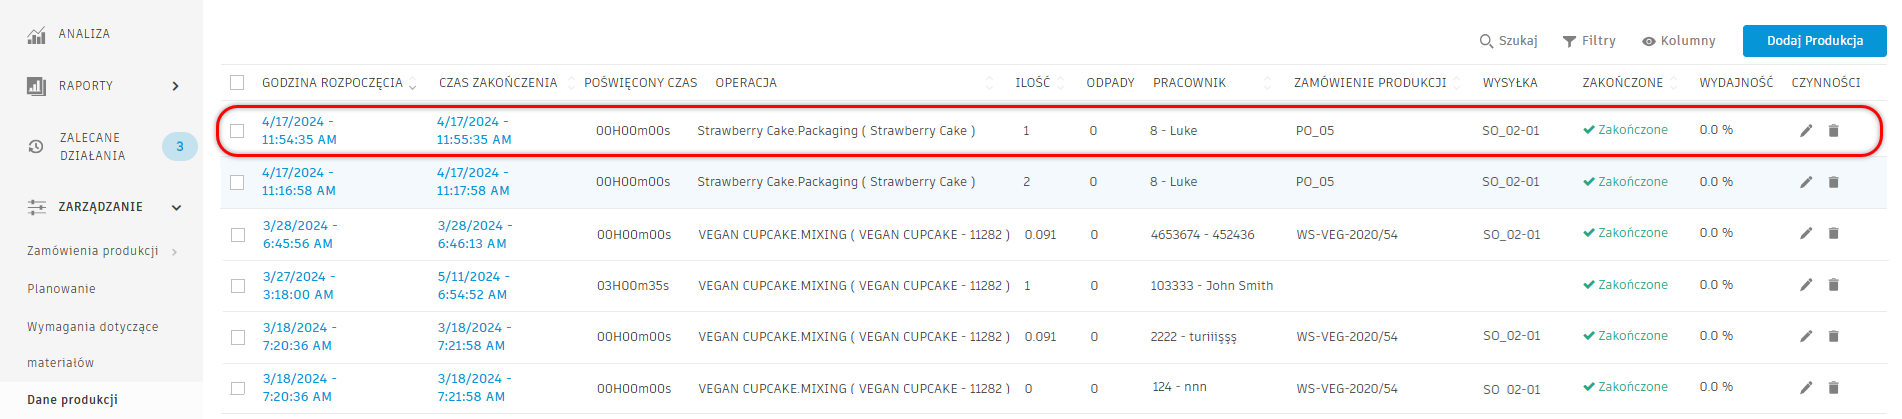 ANALIZA
RAPORTY
ZALECANE
DZIAŁANIA
3
ZARZĄDZANIE
Zamówienia produkcji
Planowanie
Wymagania dotyczące
materiałów
Dane produkcji
Szukaj Filtry Kolumny Dodaj Produkcja
GODZINA ROZPOCZĘCIA CZAS ZAKOŃCZENIA POŚWIĘCONY CZAS OPERACJA ILOŚĆ ODPADY PRACOWNIK ZAMÓWIENIE PRODUKCJI WYSYŁKA ZAKOŃCZONE WYDAJNOŚĆ CZYNNOŚCI
4/17/2024 - 4/17/2024 -
11:54:35 AM 11:55:35 AM 00H00m00s Strawberry Cake.Packaging ( Strawberry Cake ) 1 0 8 - Luke PO_05 SO_02-01 Zakończone 0.0 %
4/17/2024 - 4/17/2024 -
11:16:58 AM 11:17:58 AM 00H00m00s Strawberry Cake.Packaging ( Strawberry Cake ) 2 0 8 - Luke PO_05 SO_02-01 Zakończone 0.0 %
3/28/2024 - 3/28/2024 -
6:45:56 AM 6:46:13 AM 00H00m00s VEGAN CUPCAKE.MIXING ( VEGAN CUPCAKE - 11282 ) 0.091 0 4653674 - 452436 WS-VEG-2020/54 SO_02-01 Zakończone 0.0 %
3/27/2024 - 5/11/2024 -
3:18:00 AM 6:54:52 AM 03H00m35s VEGAN CUPCAKE.MIXING ( VEGAN CUPCAKE - 11282 ) 1 0 103333 - John Smith Zakończone 0.0 %
3/18/2024 - 3/18/2024 -
7:20:36 AM 7:21:58 AM 00H00m00s VEGAN CUPCAKE.MIXING ( VEGAN CUPCAKE - 11282 ) 0.091 0 2222 - turiiişşş WS-VEG-2020/54 SO_02-01 Zakończone 0.0 %
3/18/2024 - 3/18/2024 -
7:20:36 AM 7:21:58 AM 00H00m00s VEGAN CUPCAKE.MIXING ( VEGAN CUPCAKE - 11282 ) 0 0 124 - nnn WS-VEG-2020/54 SO_02-01 Zakończone 0.0 %